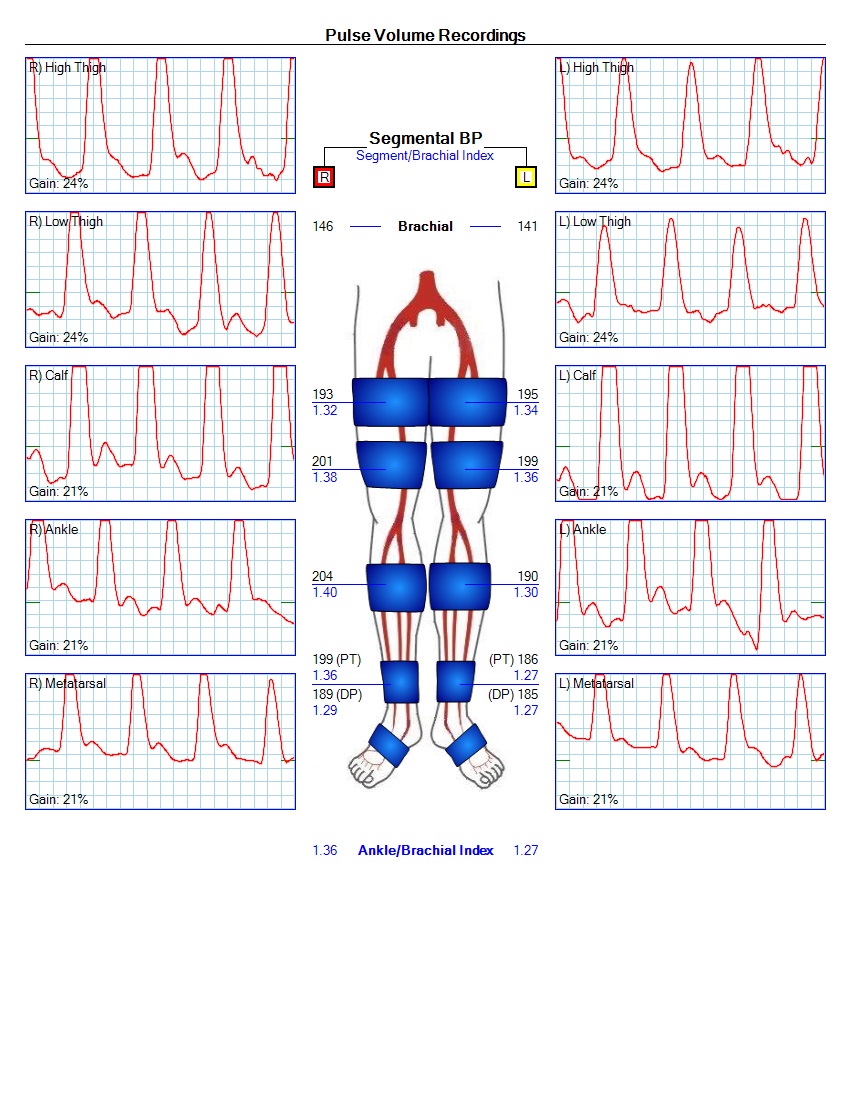 Pulse Volume Recordings
R) High Thigh
Gain: 24%
L) High Thigh
Gain: 24%
Segmental BP
Segment/Brachial Index
R
L
146 Brachial 141
R) Low Thigh
Gain: 24%
L) Low Thigh
Gain: 24%
193 195
1.32 1.34
R) Calf
Gain: 21%
L) Calf
Gain: 21%
201 199
1.38 1.36
R) Ankle
Gain: 21%
L) Ankle
Gain: 21%
204 190
1.40 1.30
199 (PT) (PT) 186
1.36 1.27
189 (DP) (DP) 185
1.29 1.27
R) Metatarsal
Gain: 21%
L) Metatarsal
Gain: 21%
1.36 Ankle/Brachial Index 1.27